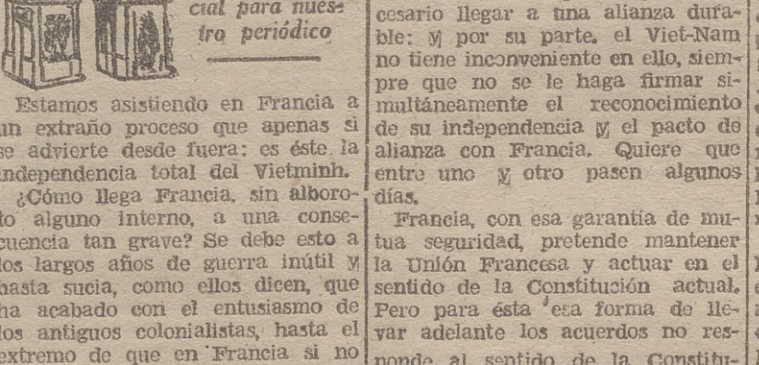 cial para nues-
tro periódico
Estamos asistiendo en Francia a
un extraño proceso que apenas si
se advierte desde fuera: es éste la
independencia total del Vietminh.
¿Cómo llega Francia, sin alboro-
to alguno interno, a una conse-
cuencia tan grave? Se debe esto a
los largos años de guerra inútil y
hasta sucia, como ellos dicen, que
ha acabado con el entusiasmo de
los antiguos colonialistas, hasta el
extremo de que en Francia si no
cesario llegar a una alianza dura-
ble; y por su parte, el Viet-Nam
no tiene inconveniente en ello, siem-
pre que no se le haga firmar si-
multáneamente el reconocimiento
de su independencia y el pacto de
alianza con Francia. Quiere que
entre uno y otro pasen algunos
días.
Francia, con esa garantía de mu-
tua seguridad, pretende mantener
la Unión Francesa y actuar en el
sentido de la Constitución actual.
Pero para ésta esa forma de lle-
var adelante los acuerdos no res-
ponde al sentido de la Constitu-